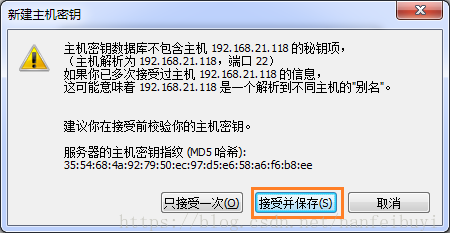 新建主机密钥
主机密钥数据库不包含主机 192.168.21.118 的秘钥项，
（主机解析为 192.168.21.118，端口 22）
如果你已多次接受过主机 192.168.21.118 的信息，
这可能意味着 192.168.21.118 是一个解析到不同主机的"别名"。
建议你在接受前校验你的主机密钥。
服务器的主机密钥指纹 (MD5 哈希):
35:54:68:4a:92:79:50:ec:97:d5:e6:58:a6:f6:b8:ee
只接受一次(O) 接受并保存(S) 取消
https://blog.csdn.net/hanfeibuyi